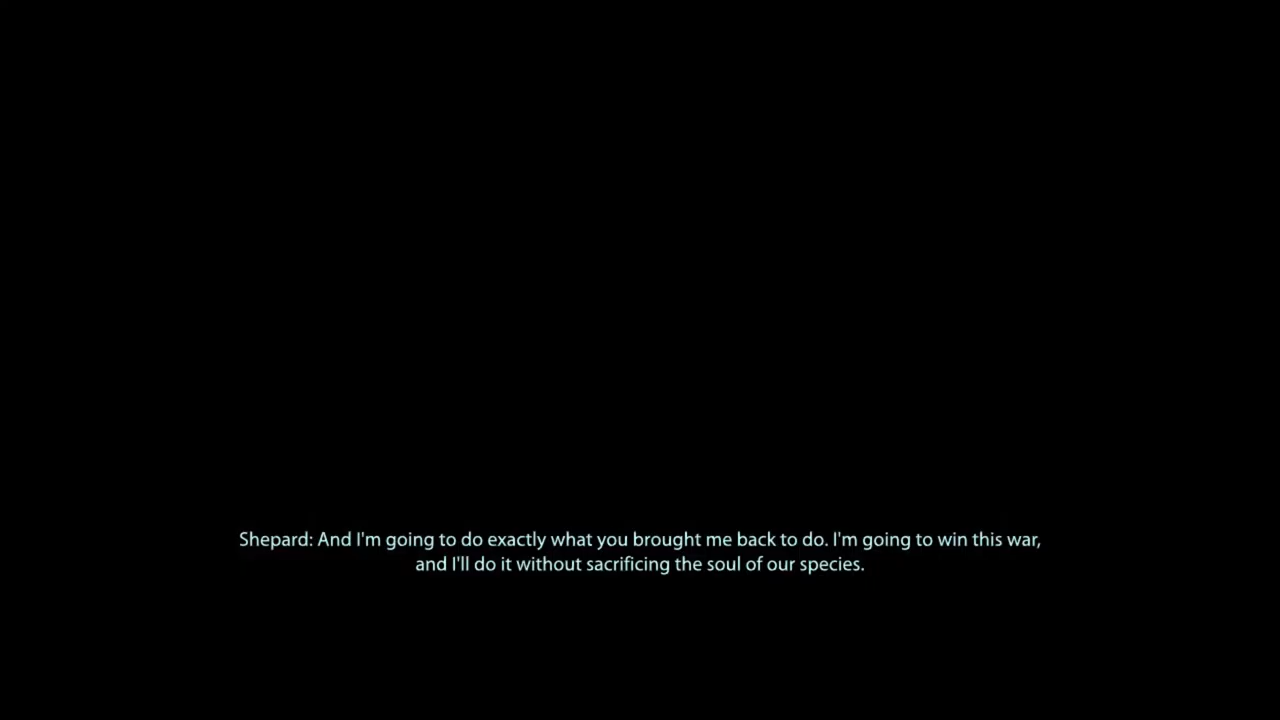 Shepard: And I'm going to do exactly what you brought me back to do. I'm going to win this war,
and I'll do it without sacrificing the soul of our species.